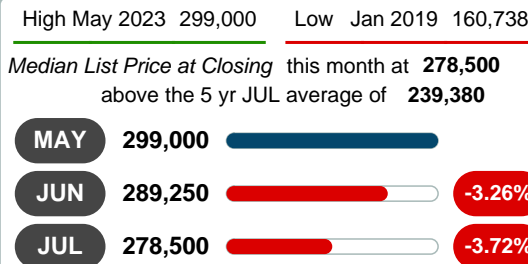 High May 2023 299,000 Low Jan 2019 160,738
Median List Price at Closing this month at 278,500
above the 5 yr JUL average of 239,380
MAY 299,000
JUN 289,250 -3.26%
JUL 278,500 -3.72%